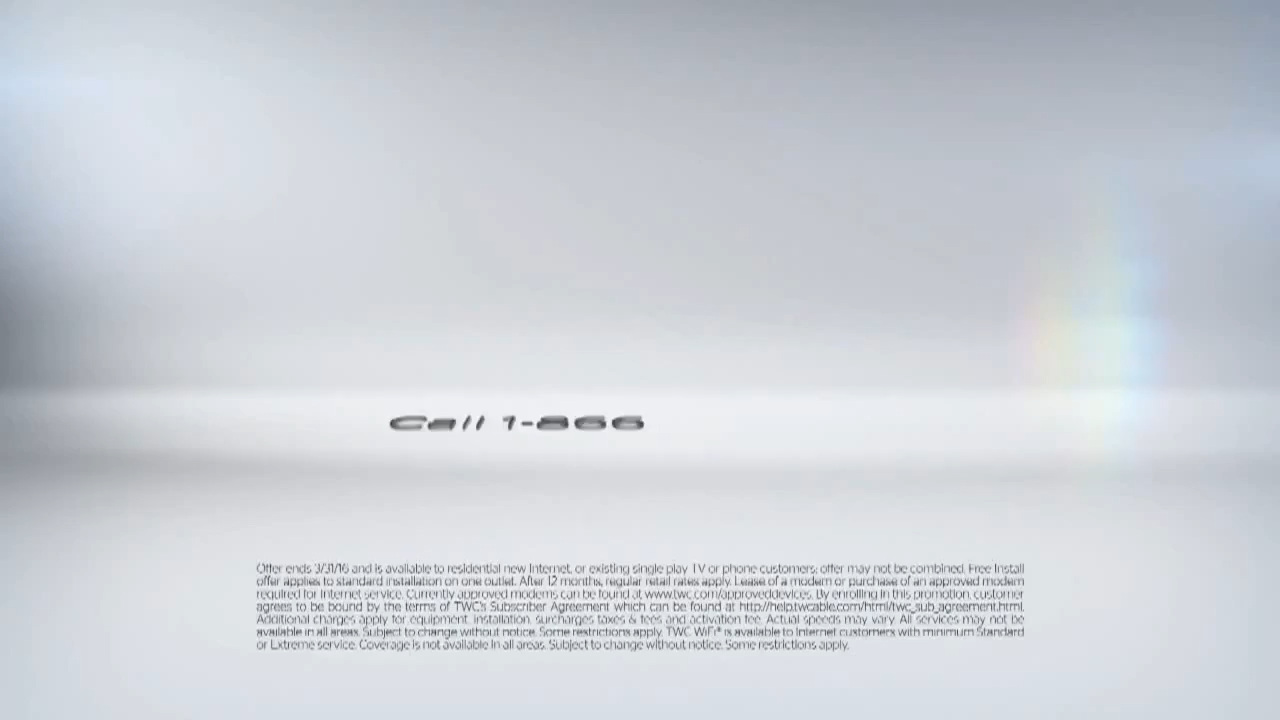 Call 1-866
Offer ends 3/31/16 and is available to residential new Internet, or existing single play TV or phone customers; offer may not be combined. Free Install
offer applies to standard installation on one outlet. After 12 months, regular retail rates apply. Lease of a modem or purchase of an approved modem
required for Internet service. Currently approved modems can be found at www.twc.com/approveddevices. By enrolling in this promotion, customer
agrees to be bound by the terms of TWC's Subscriber Agreement which can be found at http://help.twcable.com/html/twc_sub_agreement.html.
Additional charges apply for equipment, installation, surcharges taxes & fees and activation fee. Actual speeds may vary. All services may not be
available in all areas. Subject to change without notice. Some restrictions apply. TWC WiFi® is available to Internet customers with minimum Standard
or Extreme service. Coverage is not available in all areas. Subject to change without notice. Some restrictions apply.